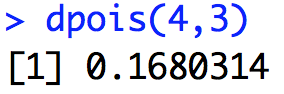 > dpois(4,3)
[1] 0.1680314